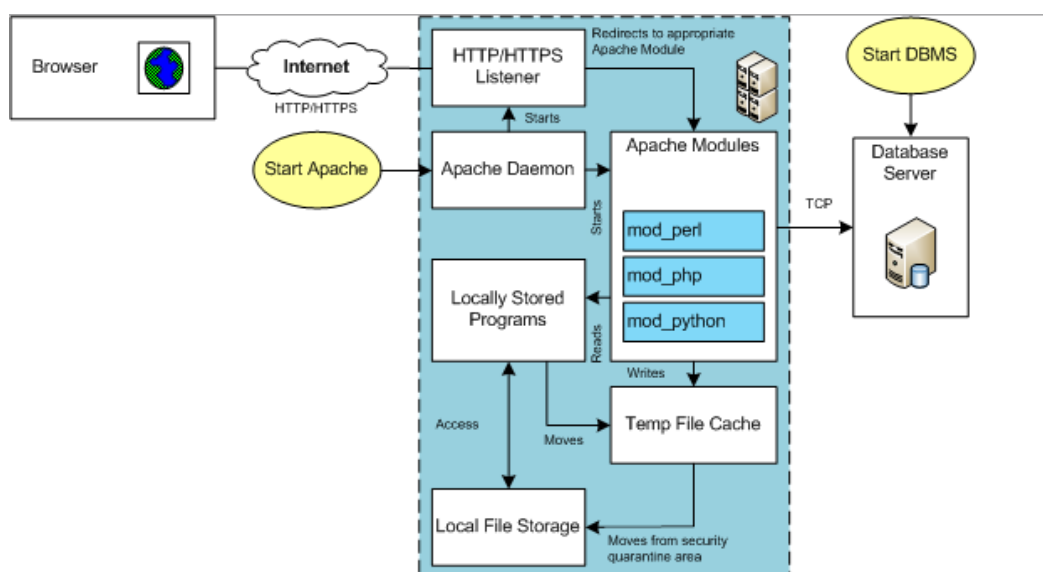 Browser
Internet
HTTP/HTTPS
HTTP/HTTPS
Listener
Redirects to appropriate
Apache Module
Start DBMS
Starts
Start Apache
Apache Daemon
Starts
Apache Modules
mod_perl
mod_php
mod_python
TCP
Database
Server
Locally Stored
Programs
Reads
Writes
Access
Moves
Temp File Cache
Local File Storage
Moves from security
quarantine area